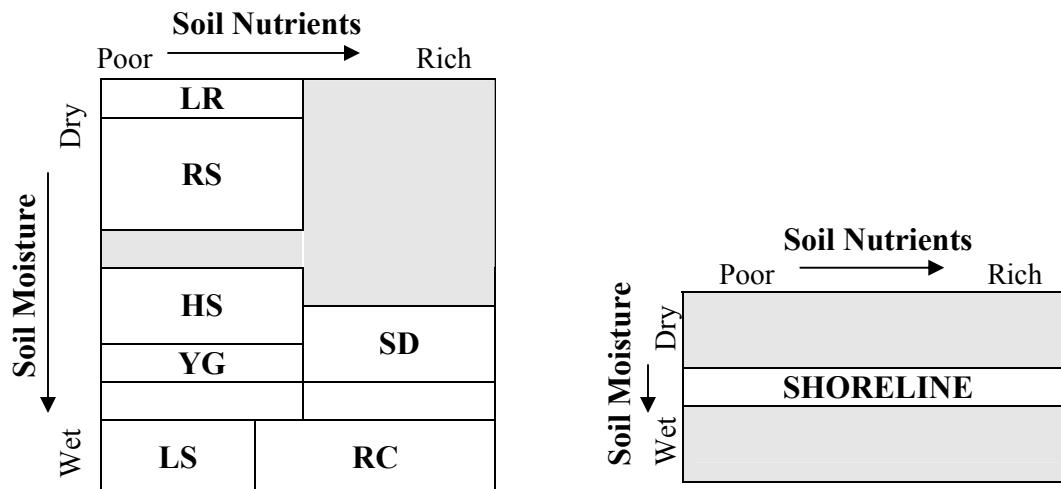 Soil Nutrients
Poor Rich
Dry
Soil Moisture
Wet
LR
RS
HS
YG
SD
LS RC
Soil Nutrients
Poor Rich
Dry
Soil Moisture
Wet
SHORELINE